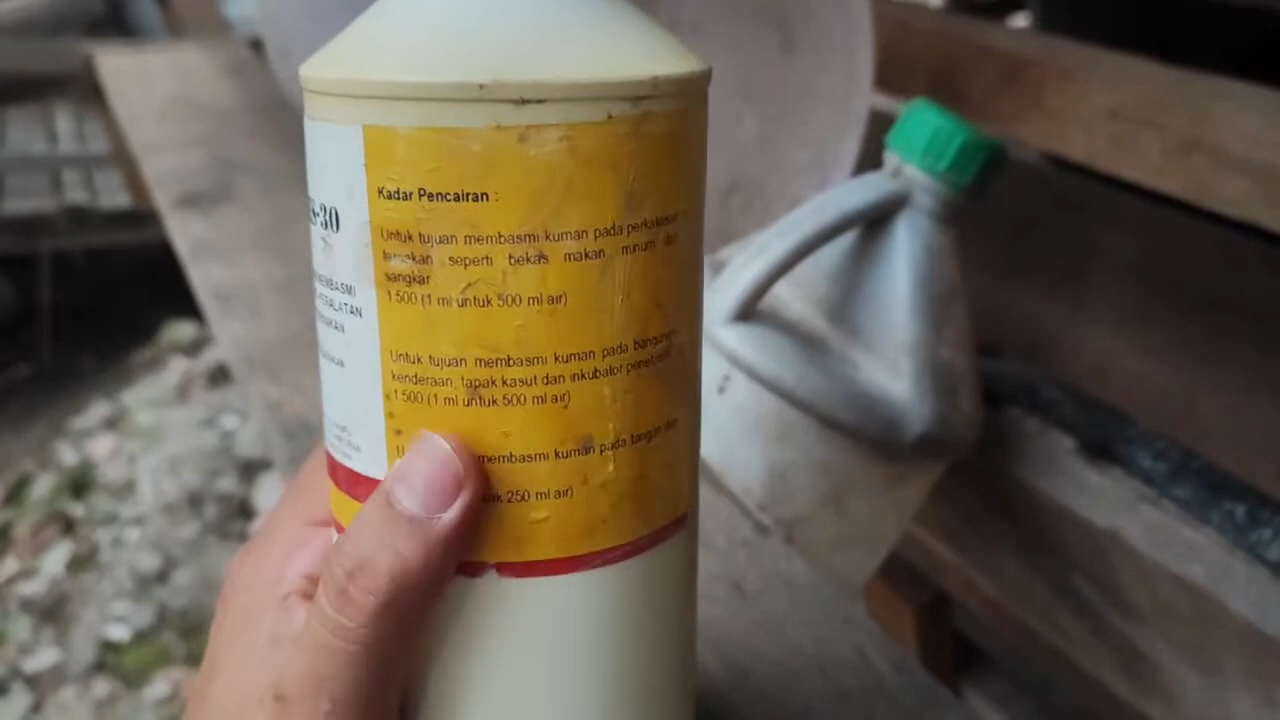 S-30
MEMBASMI
PERALATAN
Kadar Pencairan :
Untuk tujuan membasmi kuman pada perkakasan
ternakan seperti bekas makan minum dan
sangkar
1:500 (1 ml untuk 500 ml air)
Untuk tujuan membasmi kuman pada bangunan,
kenderaan, tapak kasut dan inkubator penetasan
1:500 (1 ml untuk 500 ml air)
membasmi kuman pada tangan dan
250 ml air)